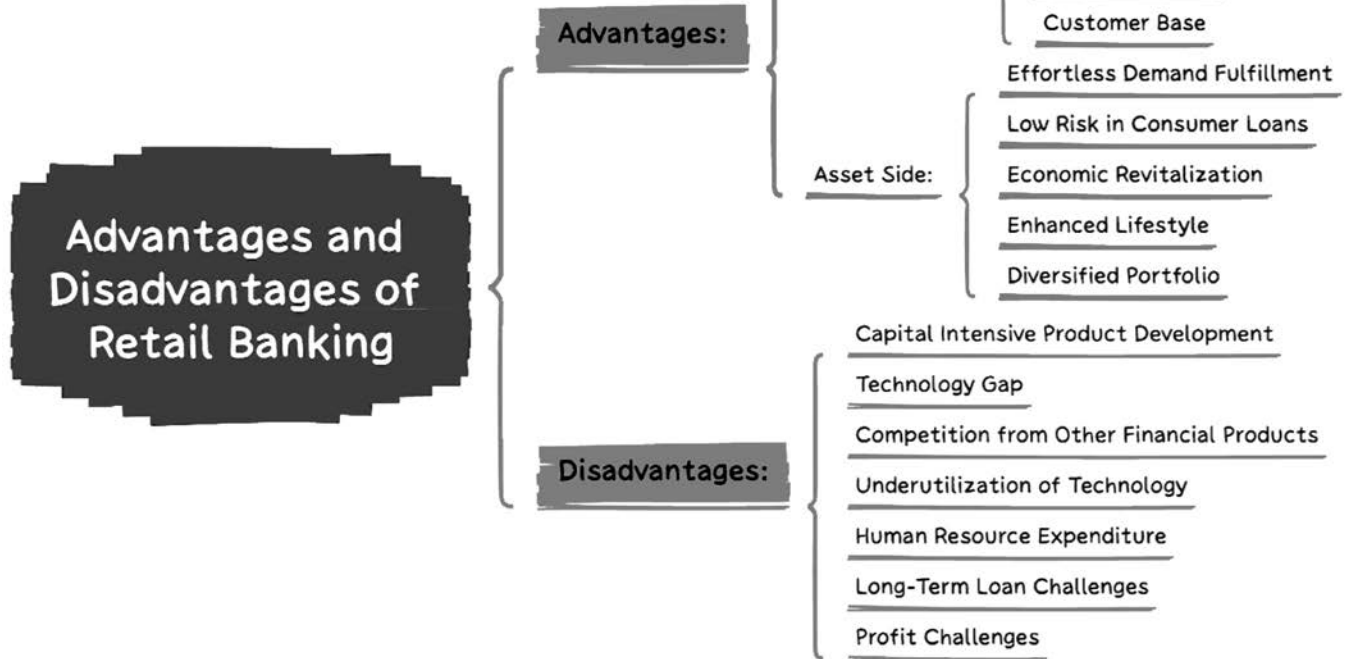 Advantages and
Disadvantages of
Retail Banking
Advantages:
Customer Base
Asset Side:
Effortless Demand Fulfillment
Low Risk in Consumer Loans
Economic Revitalization
Enhanced Lifestyle
Diversified Portfolio
Disadvantages:
Capital Intensive Product Development
Technology Gap
Competition from Other Financial Products
Underutilization of Technology
Human Resource Expenditure
Long-Term Loan Challenges
Profit Challenges